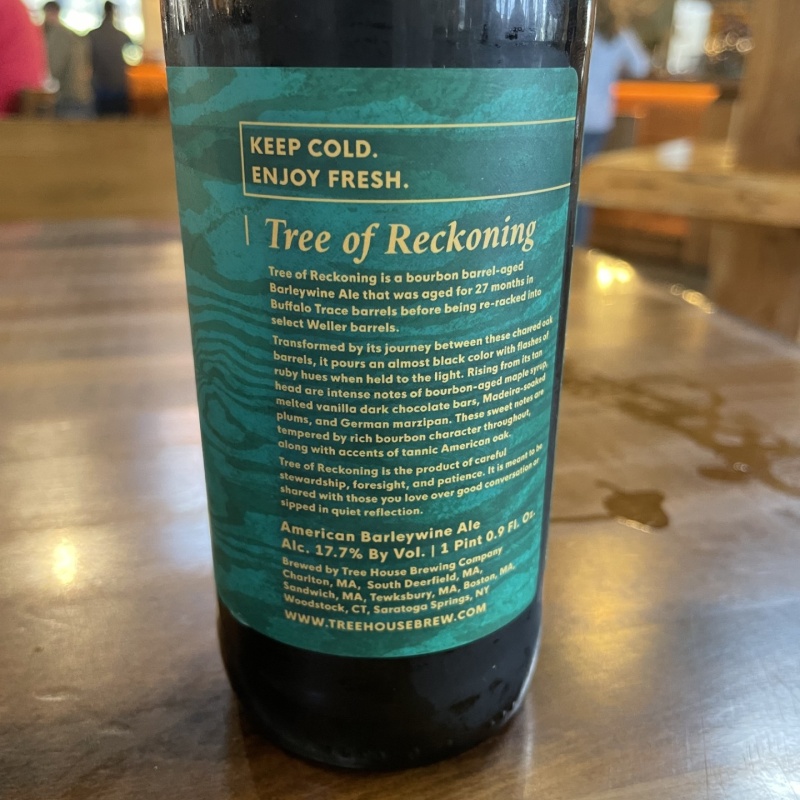 KEEP COLD.
ENJOY FRESH.
Tree of Reckoning
Tree of Reckoning is a bourbon barrel-aged
Barleywine Ale that was aged for 27 months in
Buffalo Trace barrels before being re-racked into
select Weller barrels.
Transformed by its journey between these charred oak
barrels, it pours an almost black color with flashes of
ruby hues when held to the light. Rising from its tan
head are intense notes of bourbon-aged maple syrup,
melted vanilla dark chocolate bars, Madeira-soaked
plums, and German marzipan. These sweet notes are
tempered by rich bourbon character throughout,
along with accents of tannic American oak.
Tree of Reckoning is the product of careful
stewardship, foresight, and patience. It is meant to be
shared with those you love over good conversation or
sipped in quiet reflection.
American Barleywine Ale
Alc. 17.7% By Vol. | 1 Pint 0.9 Fl. Oz.
Brewed by Tree House Brewing Company
Charlton, MA, South Deerfield, MA,
Sandwich, MA, Tewksbury, MA, Boston, MA,
Woodstock, CT, Saratoga Springs, NY
WWW.TREEHOUSEBREW.COM